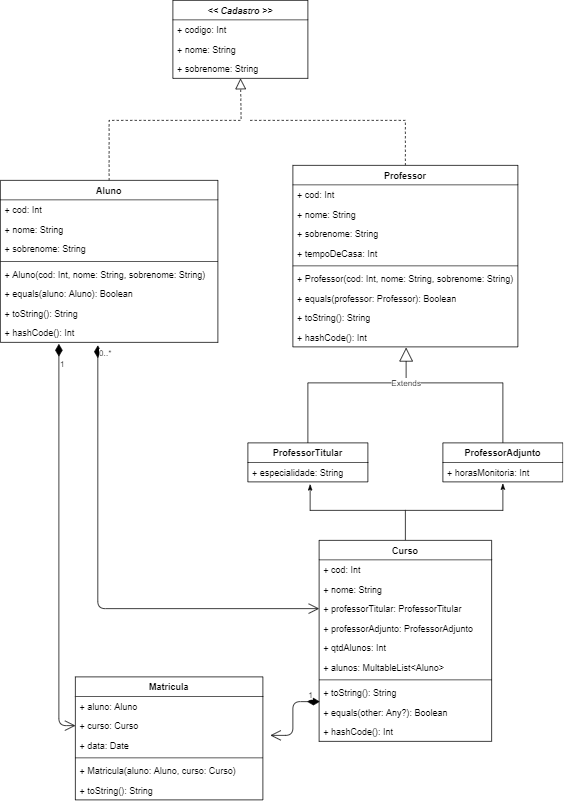 << Cadastro >>
+ codigo: Int
+ nome: String
+ sobrenome: String
Aluno
+ cod: Int
+ nome: String
+ sobrenome: String
+ Aluno(cod: Int, nome: String, sobrenome: String)
+ equals(aluno: Aluno): Boolean
+ toString(): String
+ hashCode(): Int
Professor
+ cod: Int
+ nome: String
+ sobrenome: String
+ tempoDeCasa: Int
+ Professor(cod: Int, nome: String, sobrenome: String)
+ equals(professor: Professor): Boolean
+ toString(): String
+ hashCode(): Int
1
0..*
Extends
ProfessorTitular
+ especialidade: String
ProfessorAdjunto
+ horasMonitoria: Int
Curso
+ cod: Int
+ nome: String
+ professorTitular: ProfessorTitular
+ professorAdjunto: ProfessorAdjunto
+ qtdAlunos: Int
+ alunos: MultableList<Aluno>
+ toString(): String
+ equals(other: Any?): Boolean
+ hashCode(): Int
1
Matricula
+ aluno: Aluno
+ curso: Curso
+ data: Date
+ Matricula(aluno: Aluno, curso: Curso)
+ toString(): String